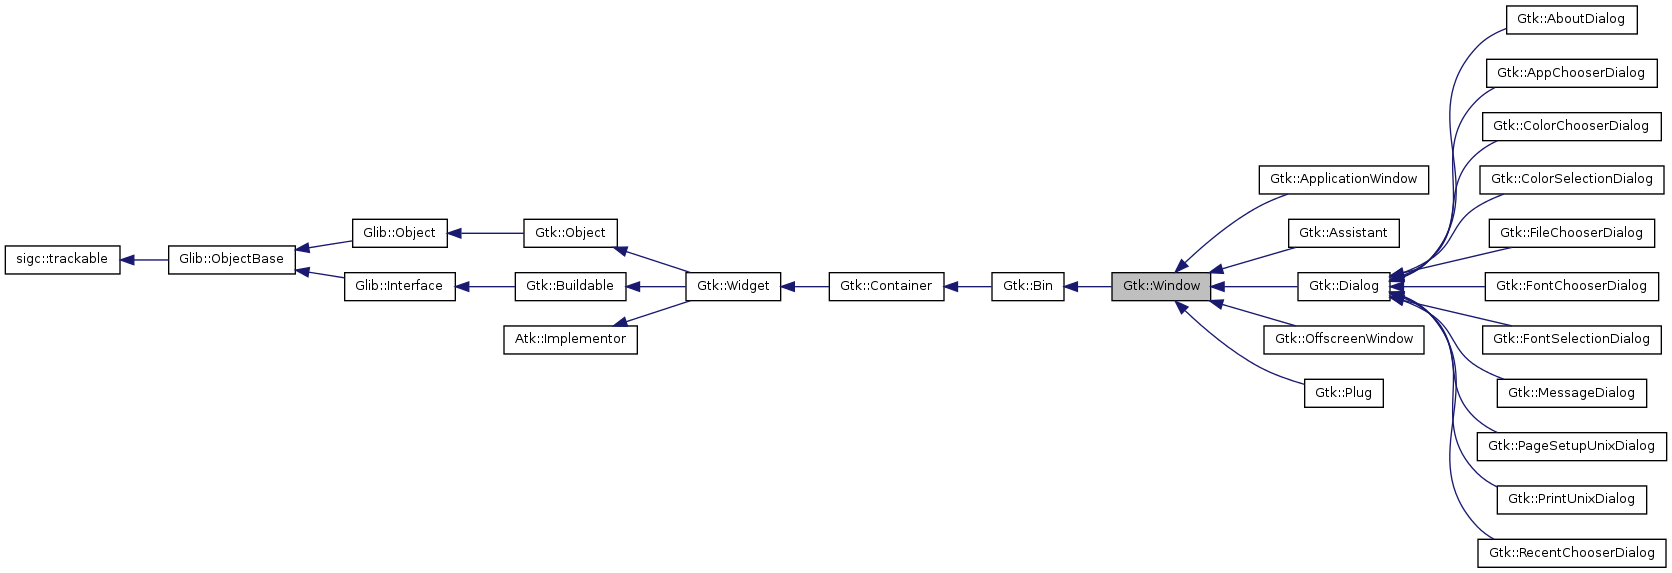 sigc::trackable
Glib::ObjectBase
Glib::Object
Glib::Interface
Gtk::Object
Gtk::Buildable
Atk::Implementor
Gtk::Widget
Gtk::Container
Gtk::Bin
Gtk::Window
Gtk::ApplicationWindow
Gtk::Assistant
Gtk::Dialog
Gtk::OffscreenWindow
Gtk::Plug
Gtk::AboutDialog
Gtk::AppChooserDialog
Gtk::ColorChooserDialog
Gtk::ColorSelectionDialog
Gtk::FileChooserDialog
Gtk::FontChooserDialog
Gtk::FontSelectionDialog
Gtk::MessageDialog
Gtk::PageSetupUnixDialog
Gtk::PrintUnixDialog
Gtk::RecentChooserDialog